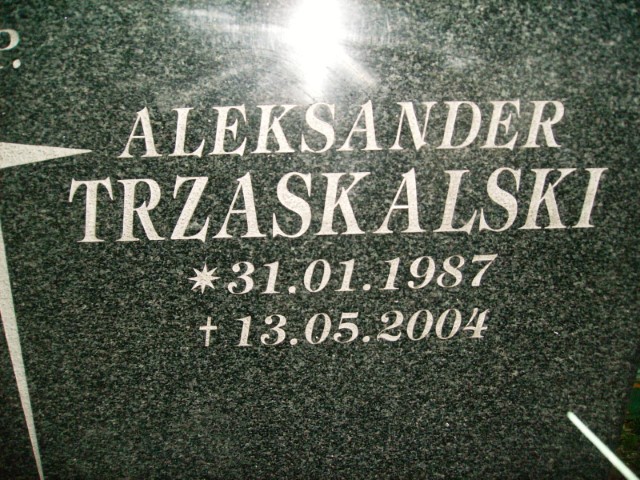 P.
ALEKSANDER
TRZASKALSKI
✷31.01.1987
†13.05.2004